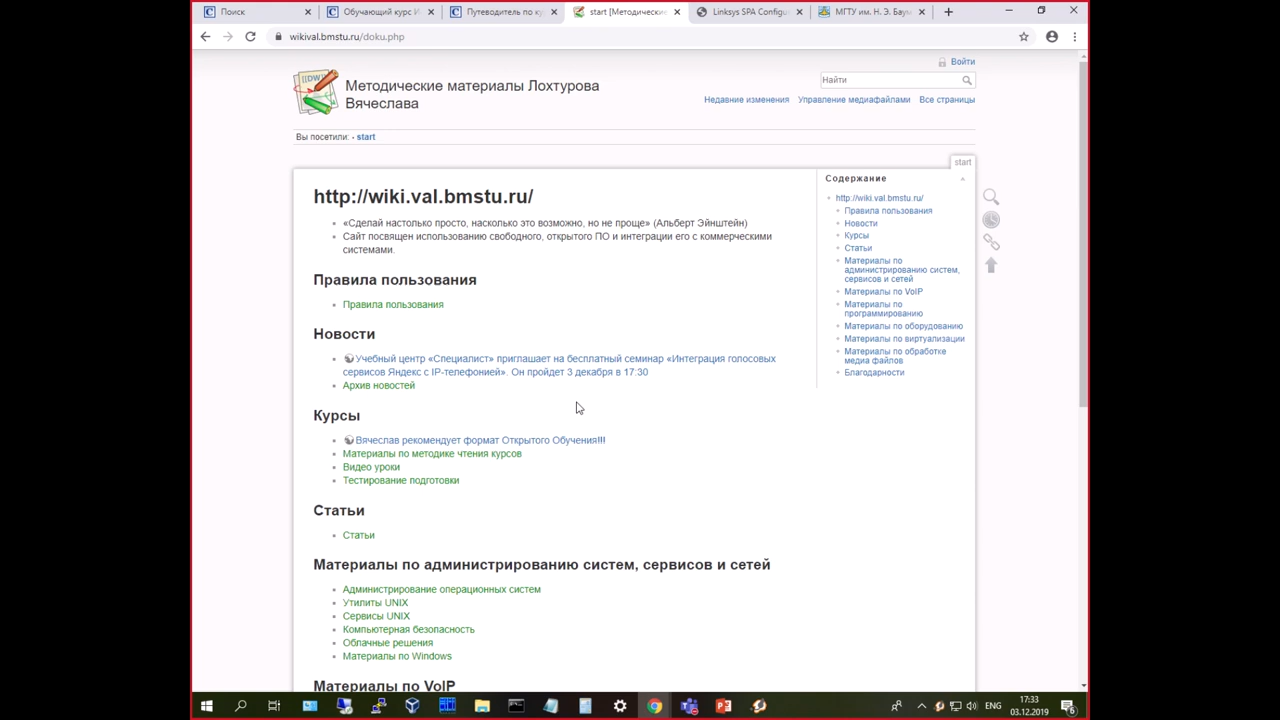 Поиск
Обучающий курс И
Путеводитель по ку
start [Методические
Linksys SPA Configu
МГТУ им. Н. Э. Баум
wikival.bmstu.ru/doku.php
Войти
Методические материалы Лохтурова
Вячеслава
Найти
Недавние изменения Управление медиафайлами Все страницы
Вы посетили: - start
start
http://wiki.val.bmstu.ru/
«Сделай настолько просто, насколько это возможно, но не проще» (Альберт Эйнштейн)
Сайт посвящен использованию свободного, открытого ПО и интеграции его с коммерческими
системами.
Правила пользования
Правила пользования
Новости
Учебный центр «Специалист» приглашает на бесплатный семинар «Интеграция голосовых
сервисов Яндекс с IP-телефонией». Он пройдет 3 декабря в 17.30
Архив новостей
Курсы
Вячеслав рекомендует формат Открытого Обучения!!!
Материалы по методике чтения курсов
Видео уроки
Тестирование подготовки
Статьи
Статьи
Материалы по администрированию систем, сервисов и сетей
Администрирование операционных систем
Утилиты UNIX
Сервисы UNIX
Компьютерная безопасность
Облачные решения
Материалы по Windows
Материалы по VoIP
Содержание
http://wiki.val.bmstu.ru/
Правила пользования
Новости
Курсы
Статьи
Материалы по
администрированию систем,
сервисов и сетей
Материалы по VoIP
Материалы по
программированию
Материалы по оборудованию
Материалы по виртуализации
Материалы по обработке
медиа файлов
Благодарности
ENG
17:33
03.12.2019
6